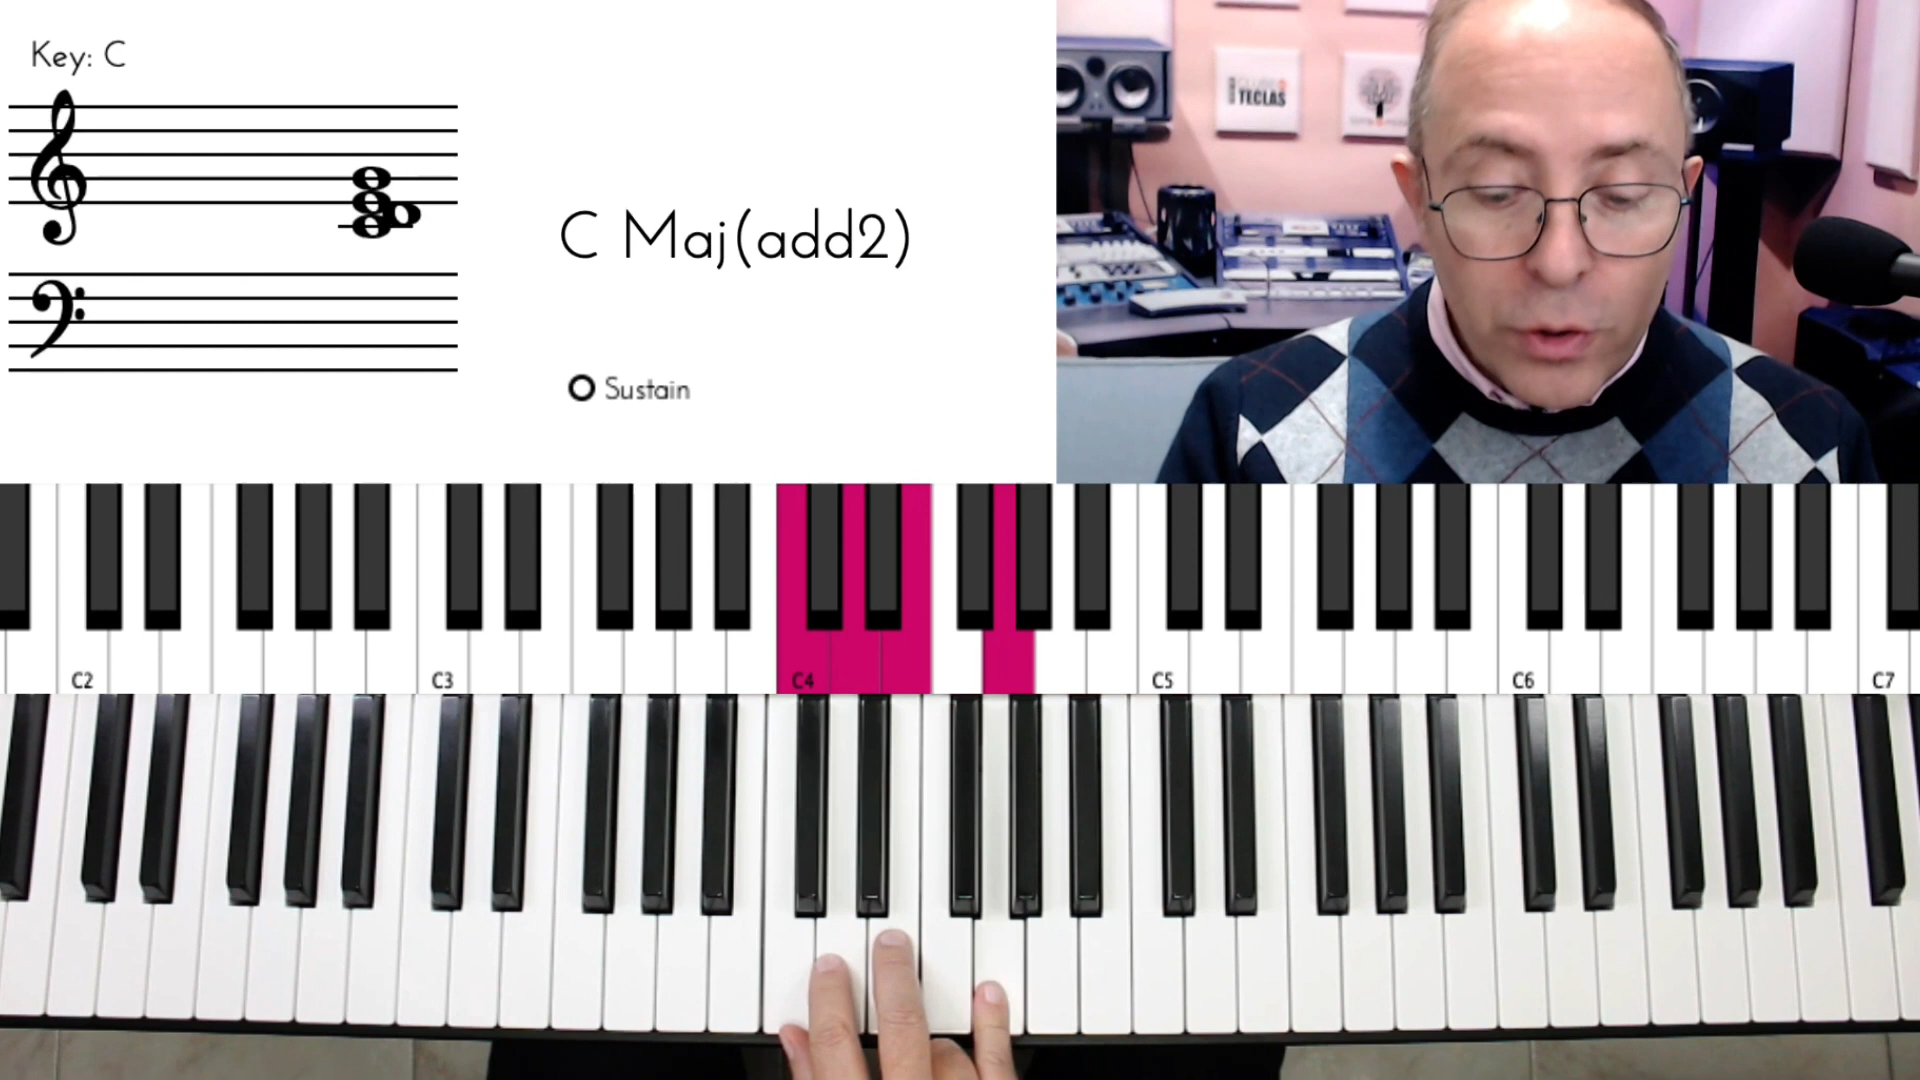 Key: C
C Maj(add2)
Sustain
TECLAS
C2
C3
C4
C5
C6
C7